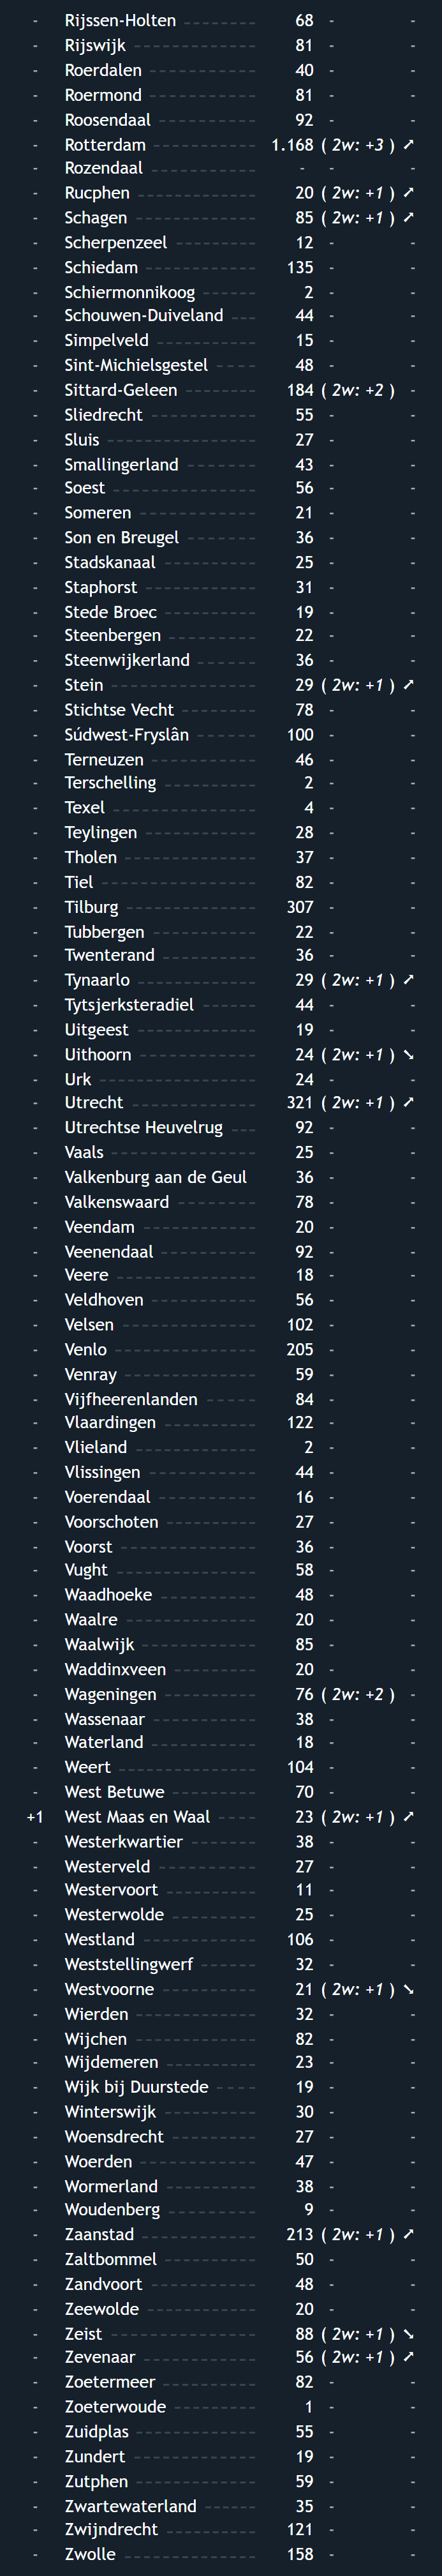 - Rijssen-Holten 68 - -
- Rijswijk 81 - -
- Roerdalen 40 - -
- Roermond 81 - -
- Roosendaal 92 - -
- Rotterdam 1.168 ( 2w: +3 ) ➚
- Rozendaal - - -
- Rucphen 20 ( 2w: +1 ) ➚
- Schagen 85 ( 2w: +1 ) ➚
- Scherpenzeel 12 - -
- Schiedam 135 - -
- Schiermonnikoog 2 - -
- Schouwen-Duiveland 44 - -
- Simpelveld 15 - -
- Sint-Michielsgestel 48 - -
- Sittard-Geleen 184 ( 2w: +2 ) -
- Sliedrecht 55 - -
- Sluis 27 - -
- Smallingerland 43 - -
- Soest 56 - -
- Someren 21 - -
- Son en Breugel 36 - -
- Stadskanaal 25 - -
- Staphorst 31 - -
- Stede Broec 19 - -
- Steenbergen 22 - -
- Steenwijkerland 36 - -
- Stein 29 ( 2w: +1 ) ➚
- Stichtse Vecht 78 - -
- Súdwest-Fryslân 100 - -
- Terneuzen 46 - -
- Terschelling 2 - -
- Texel 4 - -
- Teylingen 28 - -
- Tholen 37 - -
- Tiel 82 - -
- Tilburg 307 - -
- Tubbergen 22 - -
- Twenterand 36 - -
- Tynaarlo 29 ( 2w: +1 ) ➚
- Tytsjerksteradiel 44 - -
- Uitgeest 19 - -
- Uithoorn 24 ( 2w: +1 ) ➘
- Urk 24 - -
- Utrecht 321 ( 2w: +1 ) ➚
- Utrechtse Heuvelrug 92 - -
- Vaals 25 - -
- Valkenburg aan de Geul 36 - -
- Valkenswaard 78 - -
- Veendam 20 - -
- Veenendaal 92 - -
- Veere 18 - -
- Veldhoven 56 - -
- Velsen 102 - -
- Venlo 205 - -
- Venray 59 - -
- Vijfheerenlanden 84 - -
- Vlaardingen 122 - -
- Vlieland 2 - -
- Vlissingen 44 - -
- Voerendaal 16 - -
- Voorschoten 27 - -
- Voorst 36 - -
- Vught 58 - -
- Waadhoeke 48 - -
- Waalre 20 - -
- Waalwijk 85 - -
- Waddinxveen 20 - -
- Wageningen 76 ( 2w: +2 ) -
- Wassenaar 38 - -
- Waterland 18 - -
- Weert 104 - -
- West Betuwe 70 - -
+1 West Maas en Waal 23 ( 2w: +1 ) ➚
- Westerkwartier 38 - -
- Westerveld 27 - -
- Westervoort 11 - -
- Westerwolde 25 - -
- Westland 106 - -
- Weststellingwerf 32 - -
- Westvoorne 21 ( 2w: +1 ) ➘
- Wierden 32 - -
- Wijchen 82 - -
- Wijdemeren 23 - -
- Wijk bij Duurstede 19 - -
- Winterswijk 30 - -
- Woensdrecht 27 - -
- Woerden 47 - -
- Wormerland 38 - -
- Woudenberg 9 - -
- Zaanstad 213 ( 2w: +1 ) ➚
- Zaltbommel 50 - -
- Zandvoort 48 - -
- Zeewolde 20 - -
- Zeist 88 ( 2w: +1 ) ➘
- Zevenaar 56 ( 2w: +1 ) ➚
- Zoetermeer 82 - -
- Zoeterwoude 1 - -
- Zuidplas 55 - -
- Zundert 19 - -
- Zutphen 59 - -
- Zwartewaterland 35 - -
- Zwijndrecht 121 - -
- Zwolle 158 - -